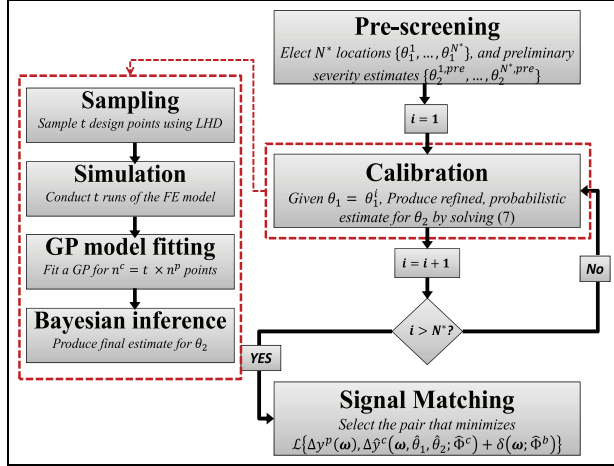 Pre-screening
Elect N* locations {θ₁¹, …, θ₁ᴺ*}, and preliminary
severity estimates {θ₂¹,ᵖʳᵉ, …, θ₂ᴺ*,ᵖʳᵉ}
i = 1
Calibration
Given θ₁ = θ₁ⁱ, Produce refined, probabilistic
estimate for θ₂ by solving (7)
i = i + 1
i > N*?
No
YES
Signal Matching
Select the pair that minimizes
ℒ{Δyᵖ(ω), Δŷᶜ(ω, θ̂₁, θ̂₂; Φ̂ᶜ) + δ(ω; Φ̂ᵇ)}
Sampling
Sample t design points using LHD
Simulation
Conduct t runs of the FE model
GP model fitting
Fit a GP for nᶜ = t × nᵖ points
Bayesian inference
Produce final estimate for θ₂